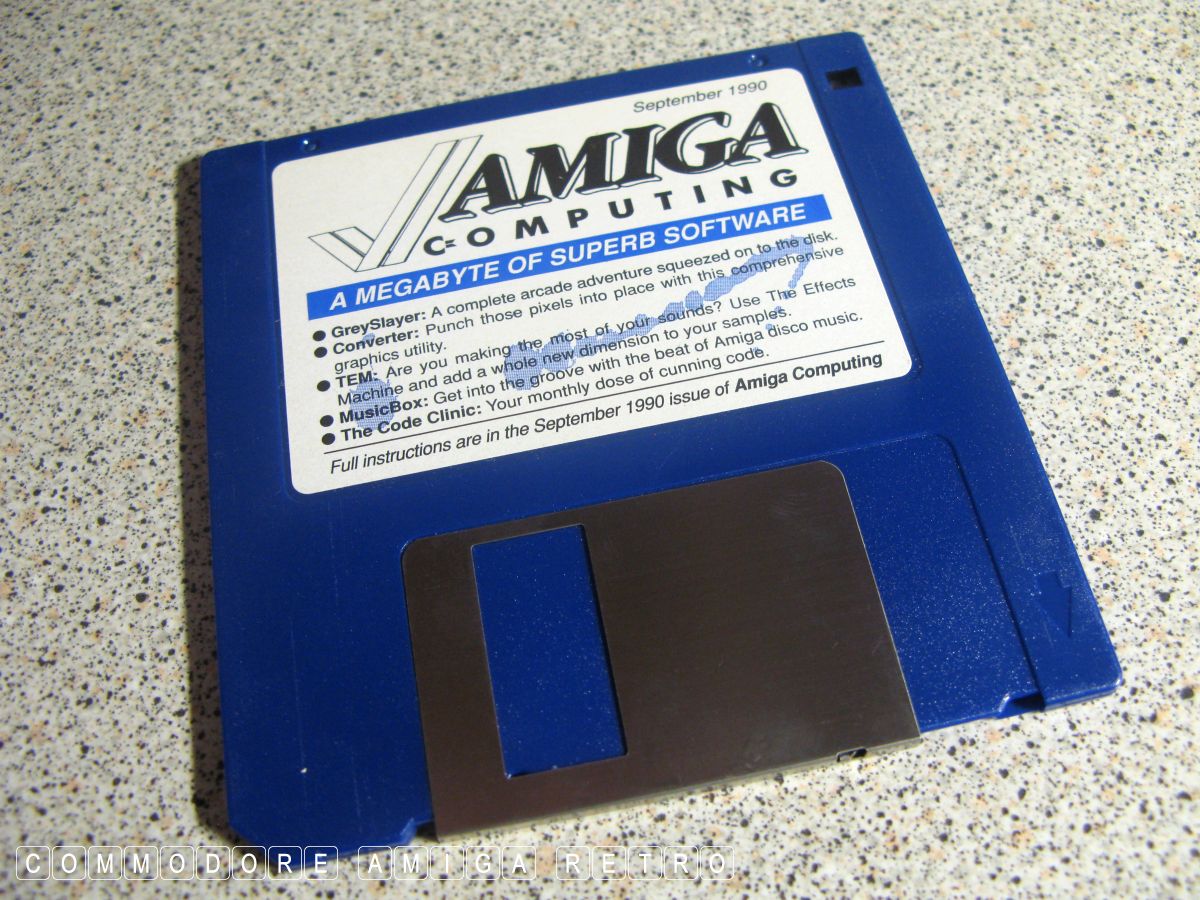 September 1990
AMIGA
COMPUTING
A MEGABYTE OF SUPERB SOFTWARE
● GreySlayer: A complete arcade adventure squeezed on to the disk.
● Converter: Punch those pixels into place with this comprehensive
graphics utility.
● TEM: Are you making the most of your sounds? Use The Effects
Machine and add a whole new dimension to your samples.
● MusicBox: Get into the groove with the beat of Amiga disco music.
● The Code Clinic: Your monthly dose of cunning code.
Full instructions are in the September 1990 issue of Amiga Computing
COMMODORE AMIGA RETRO